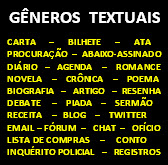 GÊNEROS TEXTUAIS
CARTA – BILHETE – ATA
PROCURAÇÃO – ABAIXO-ASSINADO
DIÁRIO – AGENDA – ROMANCE
NOVELA – CRÔNICA – POEMA
BIOGRAFIA – ARTIGO – RESENHA
DEBATE – PIADA – SERMÃO
RECEITA – BLOG – TWITTER
EMAIL – FÓRUM – CHAT – OFÍCIO
LISTA DE COMPRAS – CONTO
INQUÉRITO POLICIAL – REGISTROS